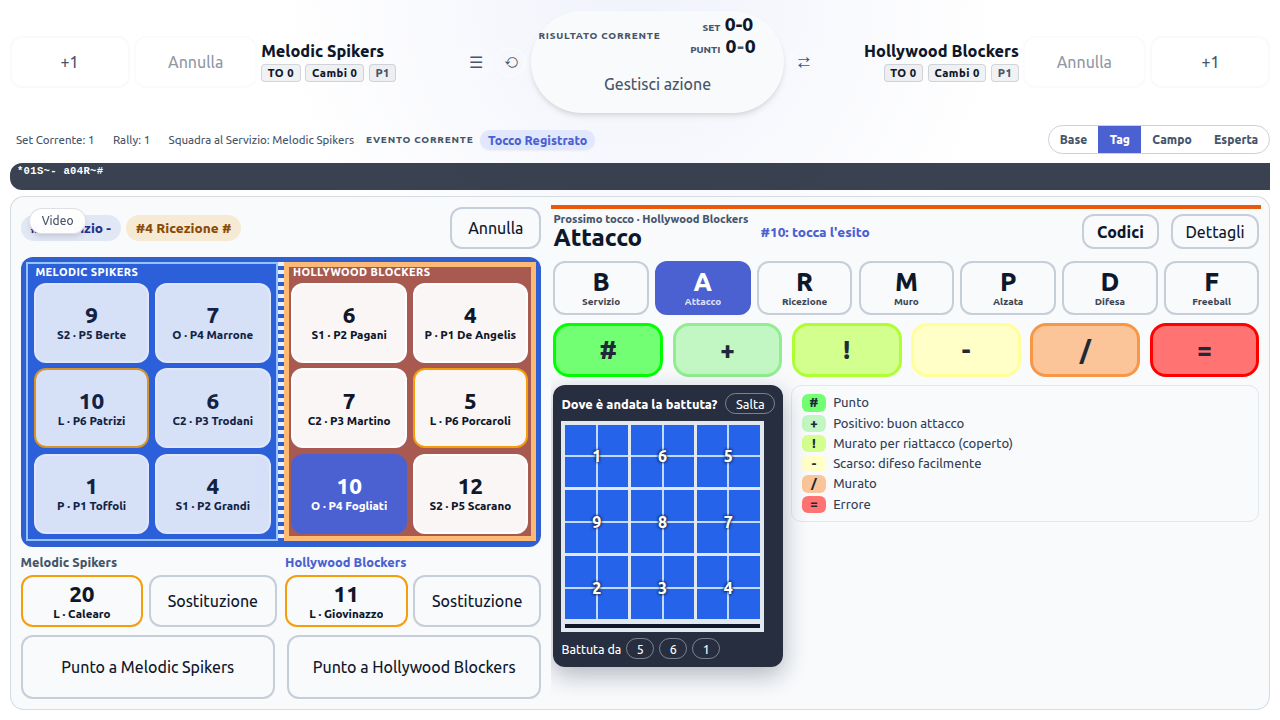 +1
Annulla
Melodic Spikers
TO 0
Cambi 0
P1
☰
RISULTATO CORRENTE
SET 0-0
PUNTI 0-0
Gestisci azione
⇄
Hollywood Blockers
TO 0
Cambi 0
P1
Annulla
+1
Set Corrente: 1
Rally: 1
Squadra al Servizio: Melodic Spikers
EVENTO CORRENTE
Tocco Registrato
Base
Tag
Campo
Esperta
*01S~- a04R~#
Video
zio -
#4 Ricezione #
Annulla
MELODIC SPIKERS
HOLLYWOOD BLOCKERS
9
S2 · P5 Berte
7
O · P4 Marrone
6
S1 · P2 Pagani
4
P · P1 De Angelis
10
L · P6 Patrizi
6
C2 · P3 Trodani
7
C2 · P3 Martino
5
L · P6 Porcaroli
1
P · P1 Toffoli
4
S1 · P2 Grandi
10
O · P4 Fogliati
12
S2 · P5 Scarano
Melodic Spikers
Hollywood Blockers
20
L · Calearo
Sostituzione
11
L · Giovinazzo
Sostituzione
Punto a Melodic Spikers
Punto a Hollywood Blockers
Prossimo tocco · Hollywood Blockers
Attacco
#10: tocca l'esito
Codici
Dettagli
B
Servizio
A
Attacco
R
Ricezione
M
Muro
P
Alzata
D
Difesa
F
Freeball
# + ! - / =
Dove è andata la battuta?
Salta
1 6 5
9 8 7
2 3 4
Battuta da 5 6 1
# Punto
+ Positivo: buon attacco
! Murato per riattacco (coperto)
- Scarso: difeso facilmente
/ Murato
= Errore